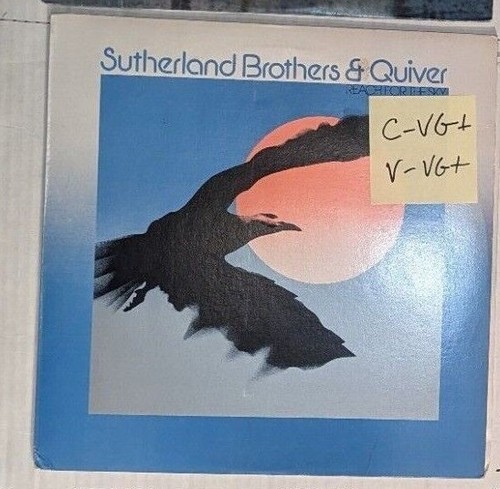 Sutherland Brothers & Quiver
REACH FOR THE SKY
C-VG+
V-VG+